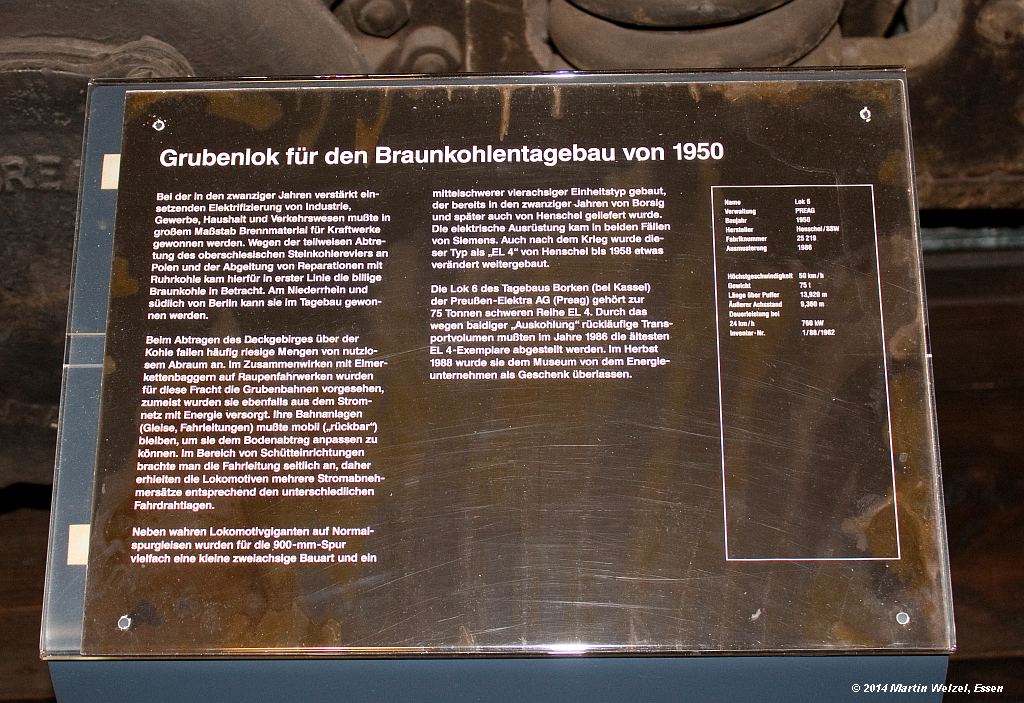 Grubenlok für den Braunkohlentagebau von 1950
Bei der in den zwanziger Jahren verstärkt ein-
setzenden Elektrifizierung von Industrie,
Gewerbe, Haushalt und Verkehrswesen mußte in
großem Maßstab Brennmaterial für Kraftwerke
gewonnen werden. Wegen der teilweisen Abtre-
tung des oberschlesischen Steinkohlereviers an
Polen und der Abgeltung von Reparationen mit
Ruhrkohle kam hierfür in erster Linie die billige
Braunkohle in Betracht. Am Niederrhein und
südlich von Berlin kann sie im Tagebau gewon-
nen werden.
Beim Abtragen des Deckgebirges über der
Kohle fallen häufig riesige Mengen von nutzlo-
sem Abraum an. Im Zusammenwirken mit Eimer-
kettenbaggern auf Raupenfahrwerken wurden
für diese Fracht die Grubenbahnen vorgesehen,
zumeist wurden sie ebenfalls aus dem Strom-
netz mit Energie versorgt. Ihre Bahnanlagen
(Gleise, Fahrleitungen) mußte mobil („rückbar")
bleiben, um sie dem Bodenabtrag anpassen zu
können. Im Bereich von Schütteinrichtungen
brachte man die Fahrleitung seitlich an, daher
erhielten die Lokomotiven mehrere Stromabneh-
mersätze entsprechend den unterschiedlichen
Fahrdrahtlagen.
Neben wahren Lokomotivgiganten auf Normal-
spurgleisen wurden für die 900-mm-Spur
vielfach eine kleine zweiachsige Bauart und ein
mittelschwerer vierachsiger Einheitstyp gebaut,
der bereits in den zwanziger Jahren von Borsig
und später auch von Henschel geliefert wurde.
Die elektrische Ausrüstung kam in beiden Fällen
von Siemens. Auch nach dem Krieg wurde die-
ser Typ als „EL 4" von Henschel bis 1958 etwas
verändert weitergebaut.
Die Lok 6 des Tagebaus Borken (bei Kassel)
der Preußen-Elektra AG (Preag) gehört zur
75 Tonnen schweren Reihe EL 4. Durch das
wegen baldiger „Auskohlung" rückläufige Trans-
portvolumen mußten im Jahre 1986 die ältesten
EL 4-Exemplare abgestellt werden. Im Herbst
1988 wurde sie dem Museum von dem Energie-
unternehmen als Geschenk überlassen.
Name Lok 6
Verwaltung PREAG
Baujahr 1950
Hersteller Henschel/SSW
Fabriknummer 25 219
Ausmusterung 1986
Höchstgeschwindigkeit 50 km/h
Gewicht 75 t
Länge über Puffer 13,920 m
Äußerer Achsstand 9,360 m
Dauerleistung bei
24 km/h 760 kW
Inventar-Nr. 1/88/1962
© 2014 Martin Welzel, Essen